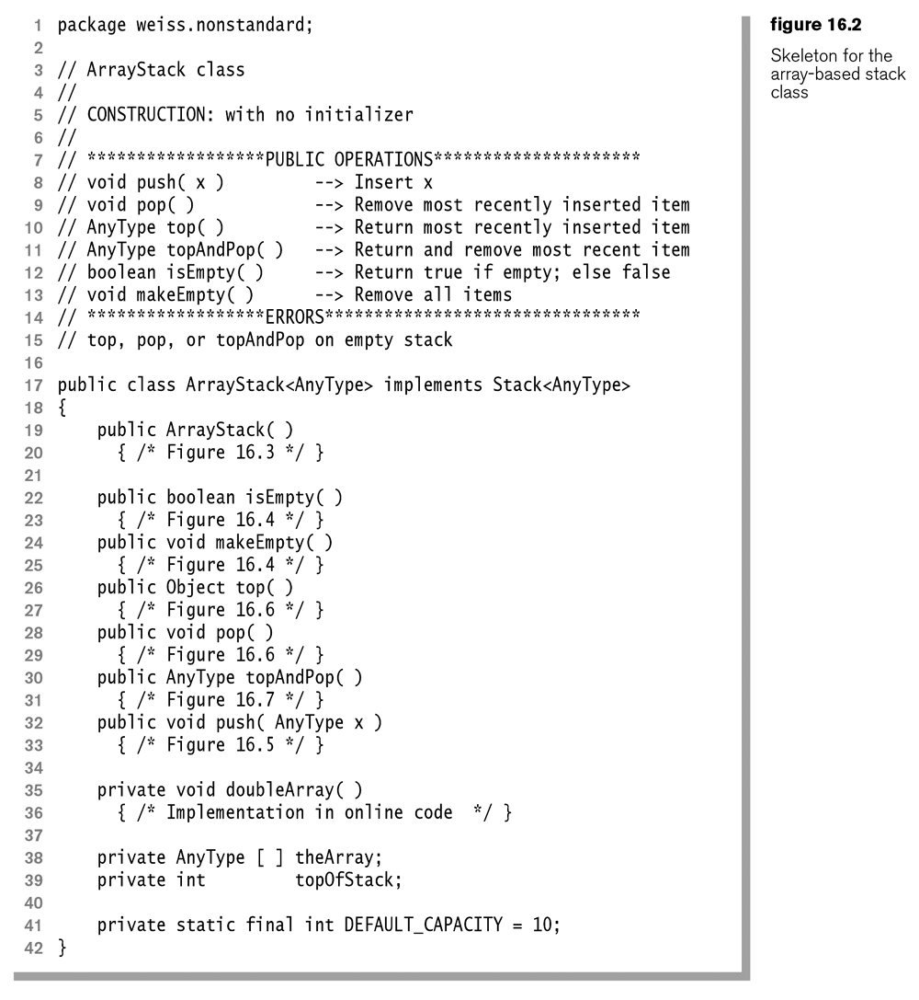 1 package weiss.nonstandard;
2
3 // ArrayStack class
4 //
5 // CONSTRUCTION: with no initializer
6 //
7 // ******************PUBLIC OPERATIONS*********************
8 // void push( x )         --> Insert x
9 // void pop( )            --> Remove most recently inserted item
10 // AnyType top( )         --> Return most recently inserted item
11 // AnyType topAndPop( )   --> Return and remove most recent item
12 // boolean isEmpty( )     --> Return true if empty; else false
13 // void makeEmpty( )      --> Remove all items
14 // ******************ERRORS********************************
15 // top, pop, or topAndPop on empty stack
16
17 public class ArrayStack<AnyType> implements Stack<AnyType>
18 {
19     public ArrayStack( )
20       { /* Figure 16.3 */ }
21
22     public boolean isEmpty( )
23       { /* Figure 16.4 */ }
24     public void makeEmpty( )
25       { /* Figure 16.4 */ }
26     public Object top( )
27       { /* Figure 16.6 */ }
28     public void pop( )
29       { /* Figure 16.6 */ }
30     public AnyType topAndPop( )
31       { /* Figure 16.7 */ }
32     public void push( AnyType x )
33       { /* Figure 16.5 */ }
34
35     private void doubleArray( )
36       { /* Implementation in online code  */ }
37
38     private AnyType [ ] theArray;
39     private int         topOfStack;
40
41     private static final int DEFAULT_CAPACITY = 10;
42 }
figure 16.2
Skeleton for the
array-based stack
class